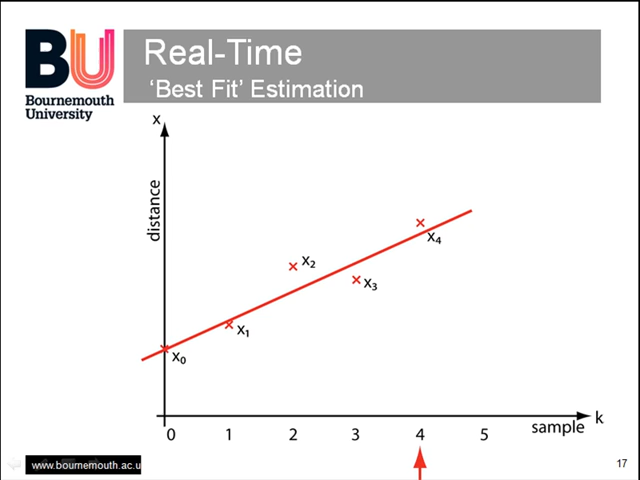 BU
Bournemouth
University
Real-Time
‘Best Fit’ Estimation
x
distance
x₂
x₄
x₃
x₁
x₀
k
sample
0 1 2 3 4 5
www.bournemouth.ac.u
17